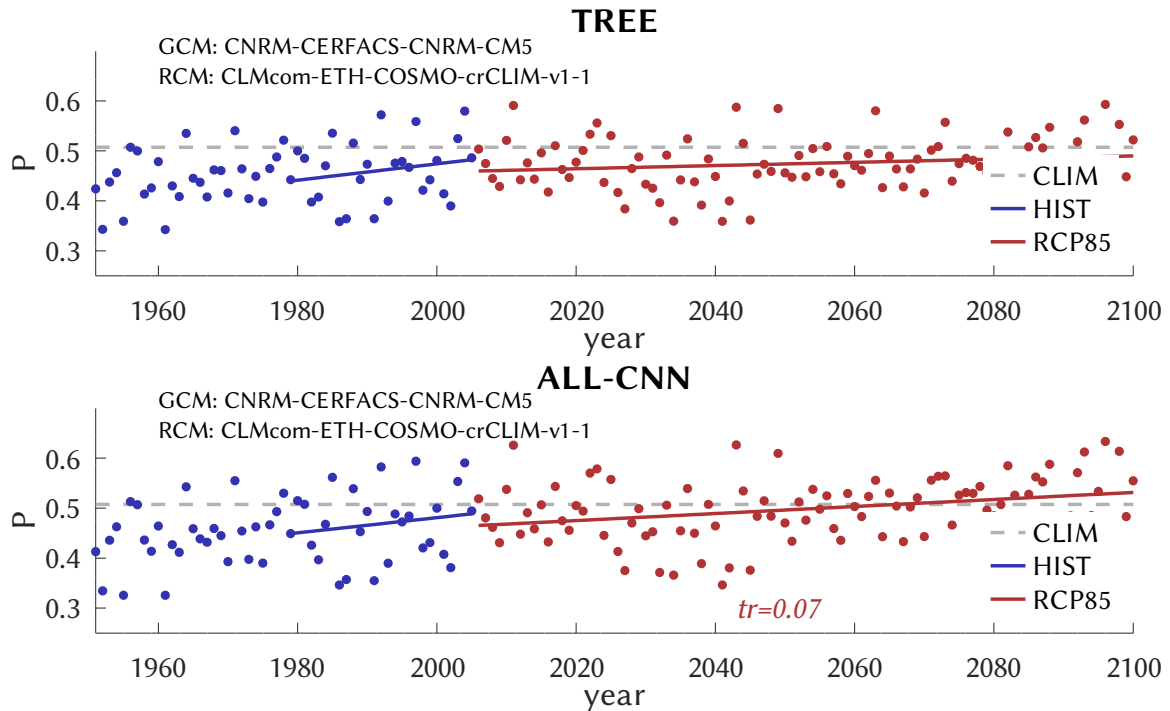 TREE
GCM: CNRM-CERFACS-CNRM-CM5
RCM: CLMcom-ETH-COSMO-crCLIM-v1-1
0.6
0.5
0.4
0.3
P
CLIM
HIST
RCP85
1960 1980 2000 2020 2040 2060 2080 2100
year
ALL-CNN
GCM: CNRM-CERFACS-CNRM-CM5
RCM: CLMcom-ETH-COSMO-crCLIM-v1-1
0.6
0.5
0.4
0.3
P
CLIM
HIST
RCP85
tr=0.07
1960 1980 2000 2020 2040 2060 2080 2100
year